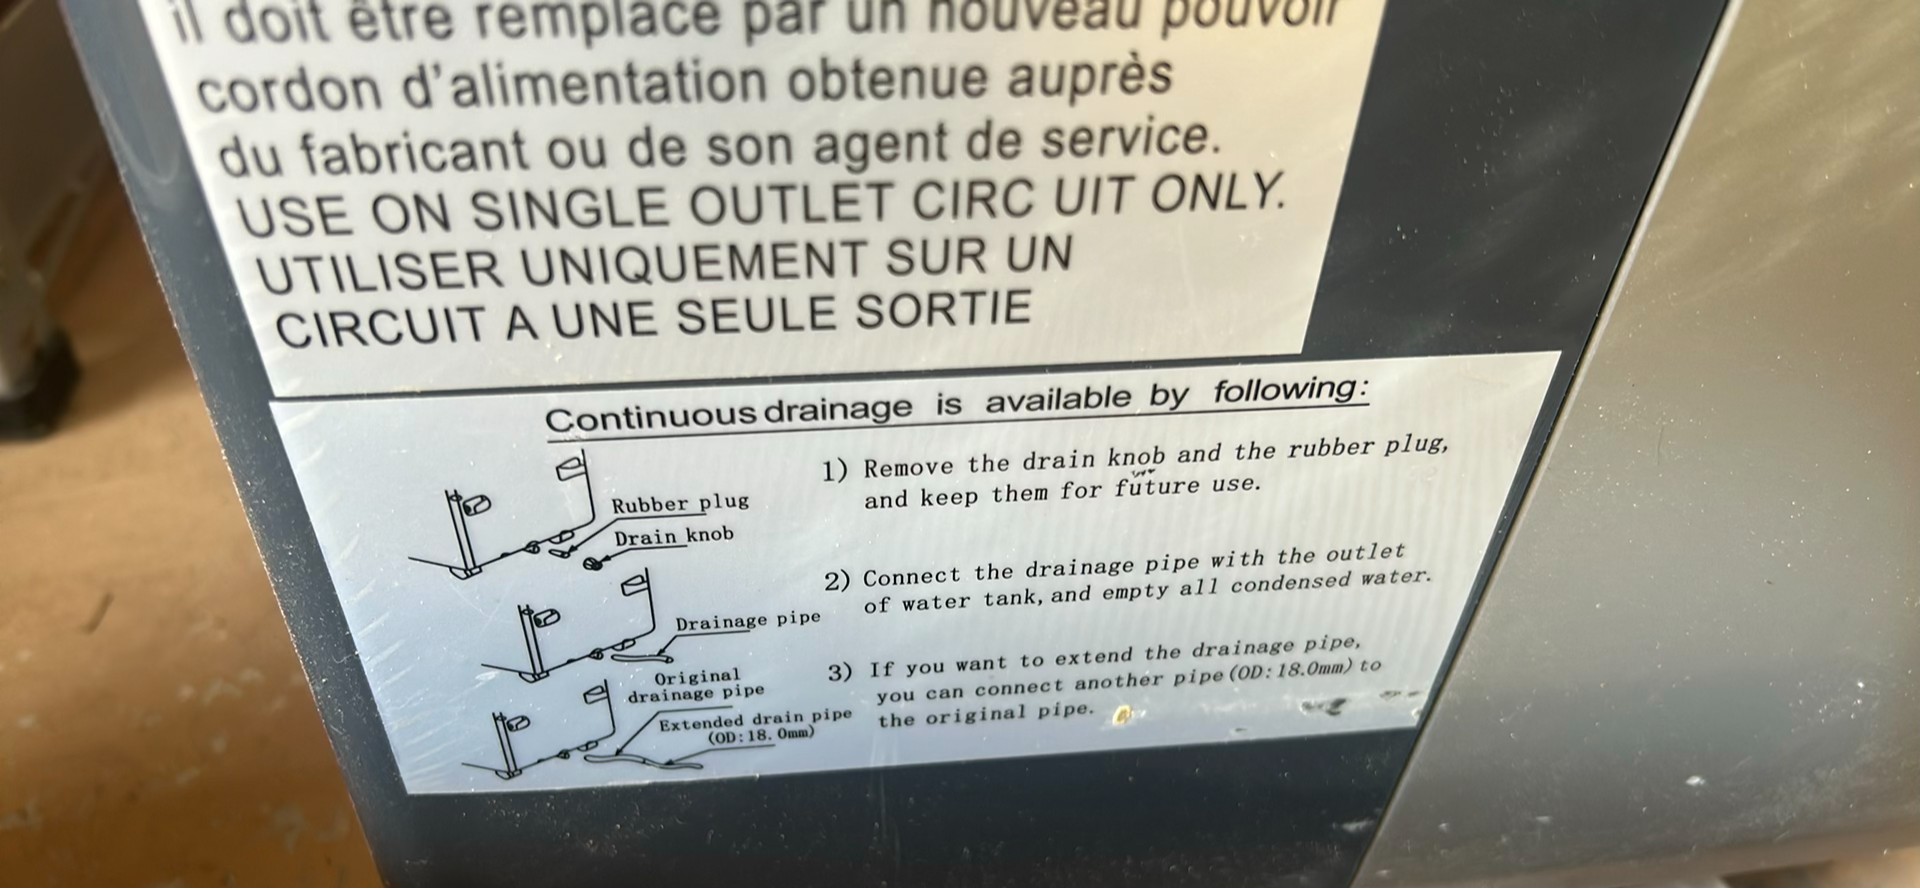 il doit être remplacé par un nouveau pouvoir
cordon d'alimentation obtenue auprès
du fabricant ou de son agent de service.
USE ON SINGLE OUTLET CIRC UIT ONLY.
UTILISER UNIQUEMENT SUR UN
CIRCUIT A UNE SEULE SORTIE
Continuous drainage is available by following:
Rubber plug
Drain knob
1) Remove the drain knob and the rubber plug,
and keep them for future use.
Drainage pipe
2) Connect the drainage pipe with the outlet
of water tank, and empty all condensed water.
Original
drainage pipe
Extended drain pipe
(OD:18.0mm)
3) If you want to extend the drainage pipe,
you can connect another pipe (OD:18.0mm) to
the original pipe.